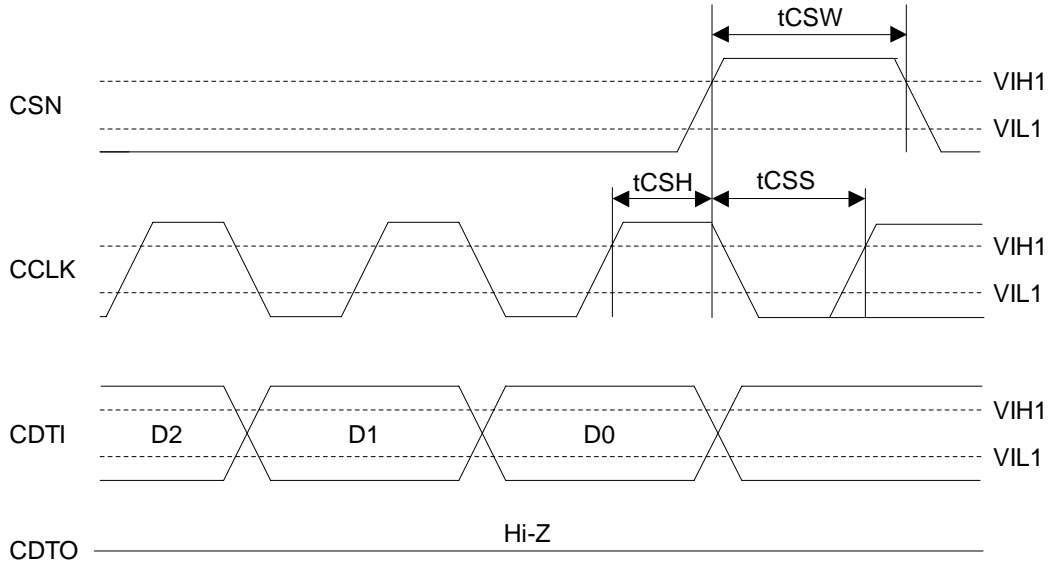 tCSW
VIH1
CSN
VIL1
tCSH
tCSS
VIH1
CCLK
VIL1
VIH1
CDTI
D2
D1
D0
VIL1
Hi-Z
CDTO